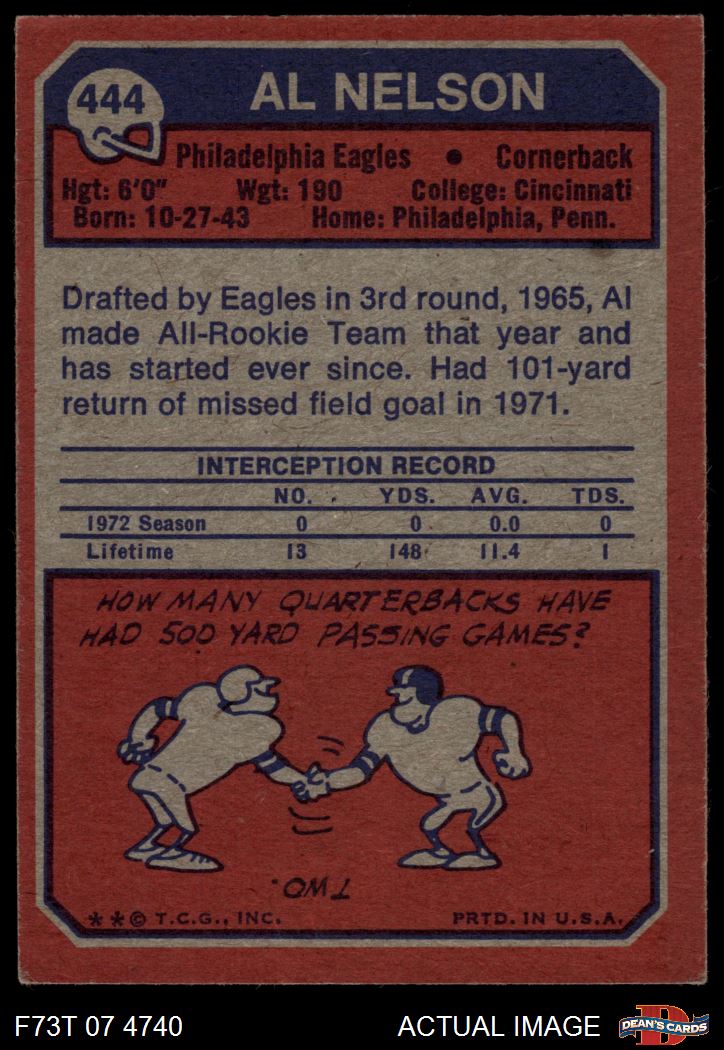 444
AL NELSON
Philadelphia Eagles • Cornerback
Hgt: 6'0" Wgt: 190 College: Cincinnati
Born: 10-27-43 Home: Philadelphia, Penn.
Drafted by Eagles in 3rd round, 1965, Al
made All-Rookie Team that year and
has started ever since. Had 101-yard
return of missed field goal in 1971.
INTERCEPTION RECORD
NO. YDS. AVG. TDS.
1972 Season 0 0 0.0 0
Lifetime 13 148 11.4 1
HOW MANY QUARTERBACKS HAVE
HAD 500 YARD PASSING GAMES?
TWO.
**© T.C.G., INC. PRTD. IN U.S.A.
F73T 07 4740 ACTUAL IMAGE
D
DEAN'S CARDS